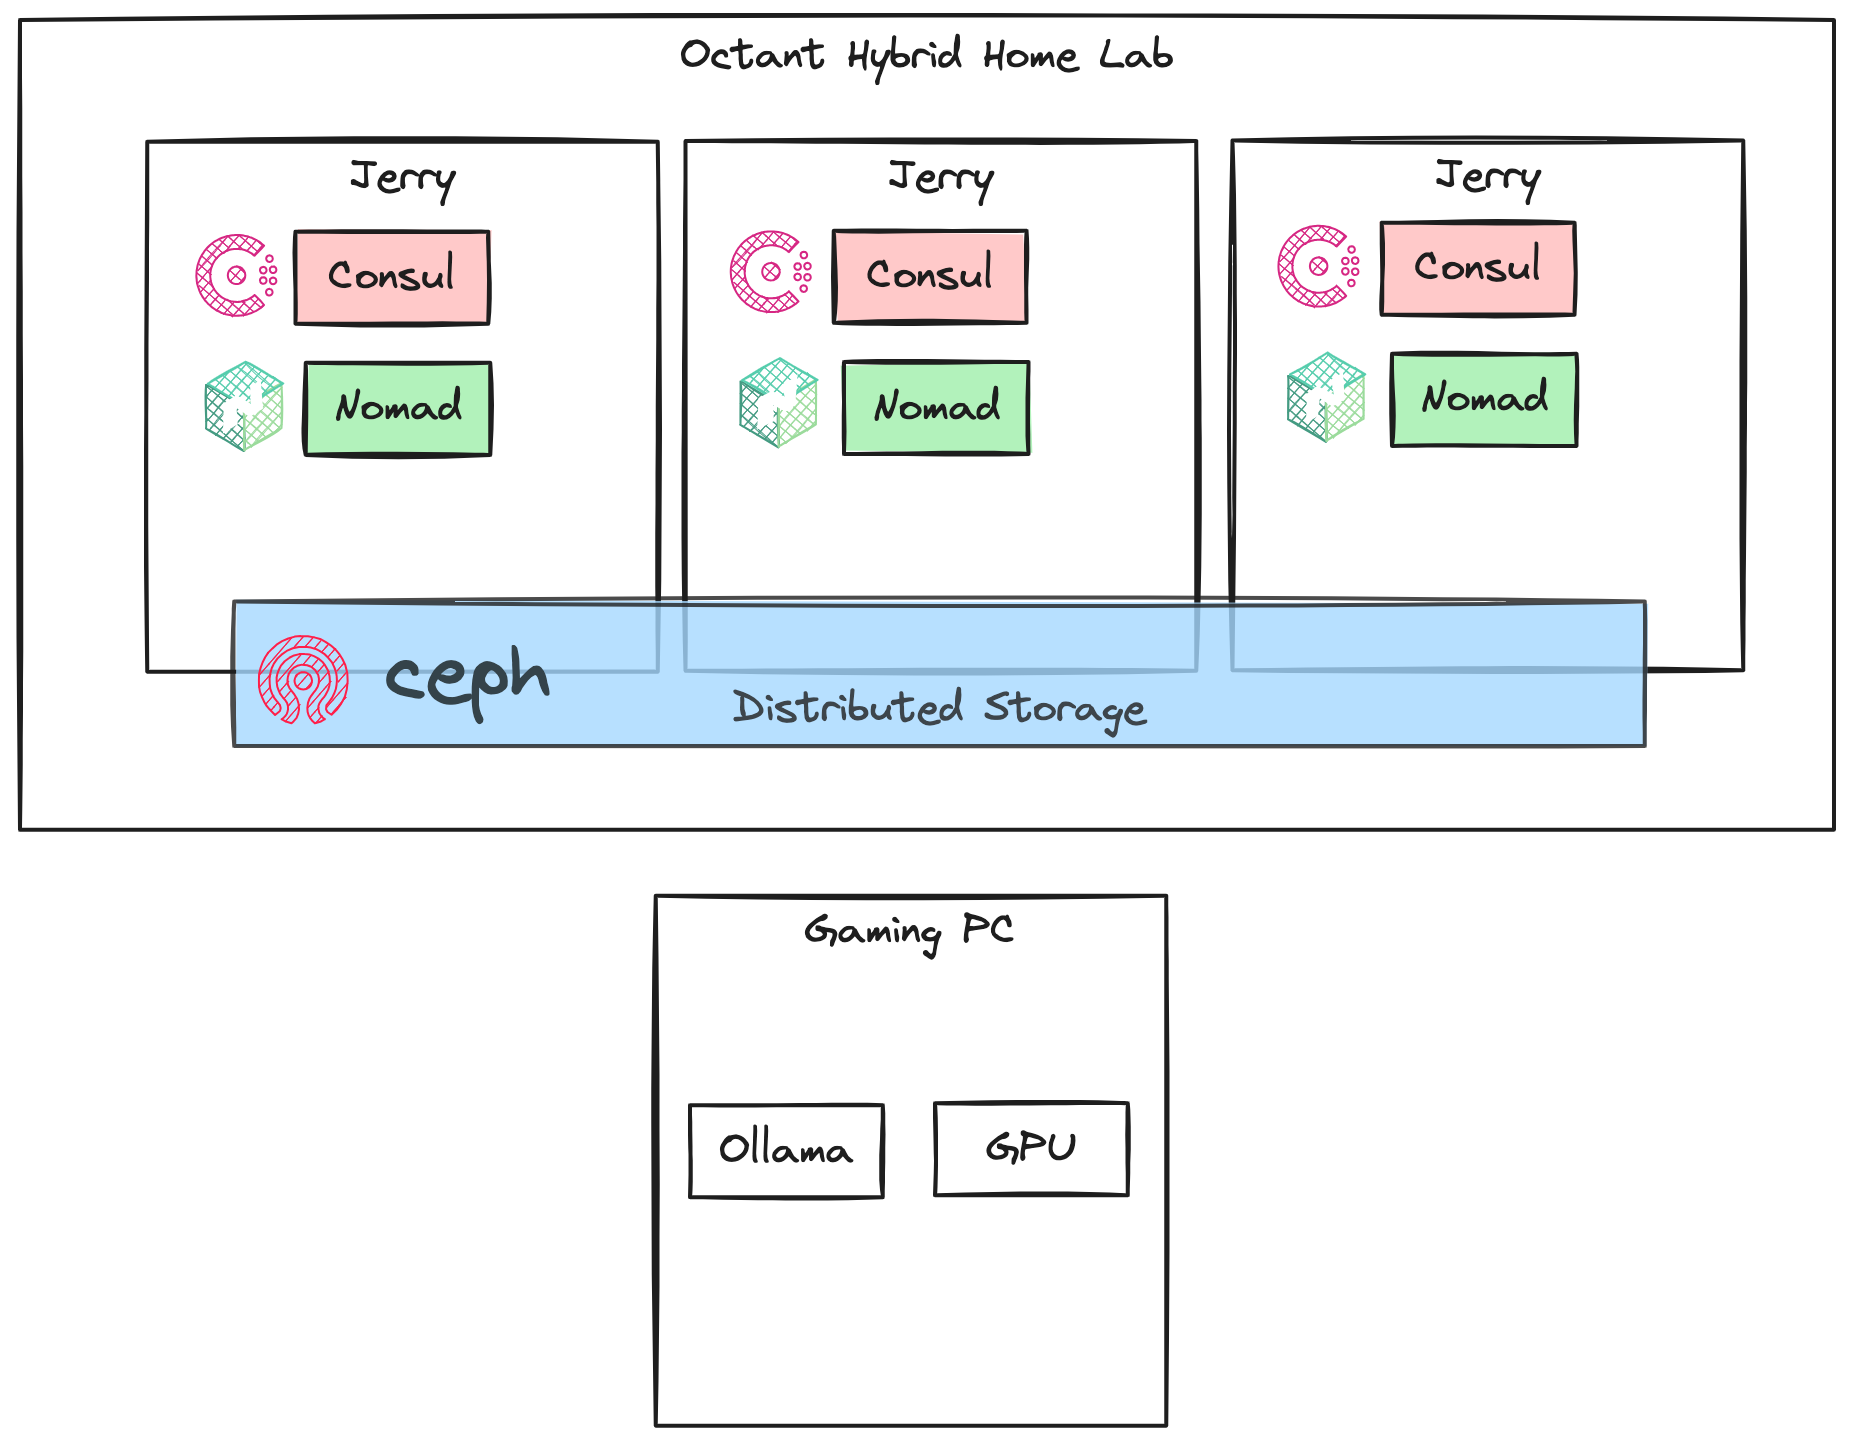 Octant Hybrid Home Lab
Jerry
Consul
Nomad
Jerry
Consul
Nomad
Jerry
Consul
Nomad
ceph
Distributed Storage
Gaming PC
Ollama
GPU